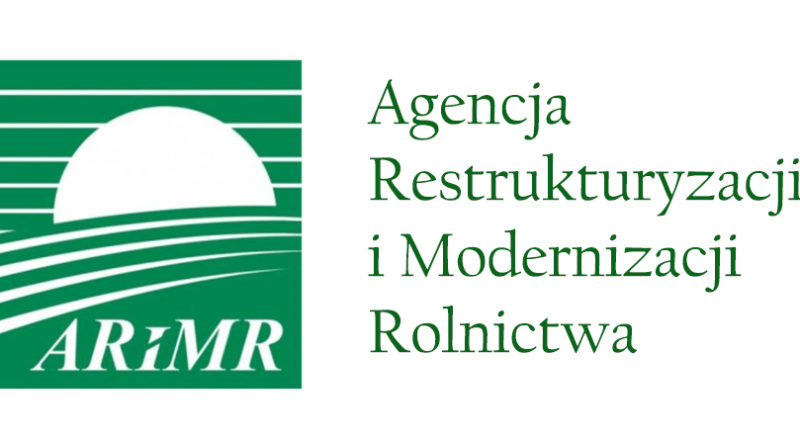 ARiMR
Agencja
Restrukturyzacji
i Modernizacji
Rolnictwa